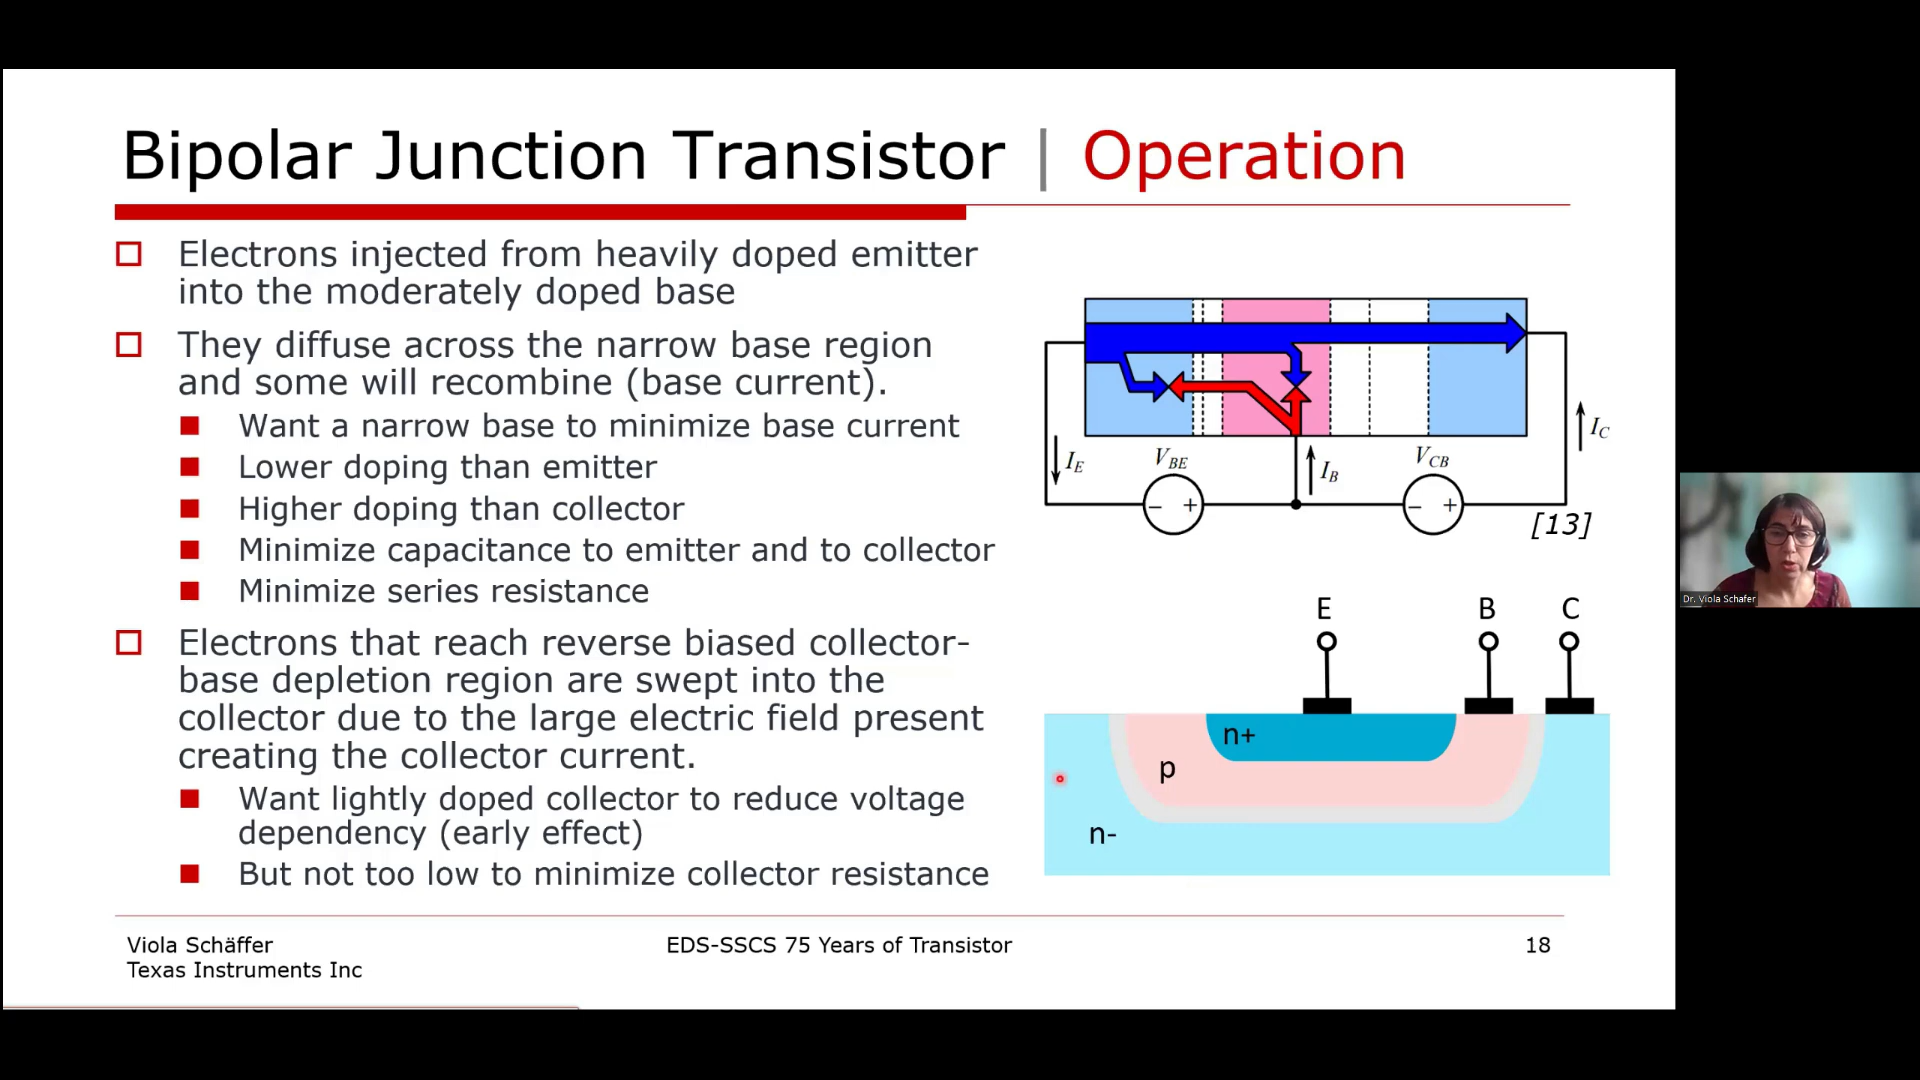 Bipolar Junction Transistor | Operation
Electrons injected from heavily doped emitter
into the moderately doped base
They diffuse across the narrow base region
and some will recombine (base current).
Want a narrow base to minimize base current
Lower doping than emitter
Higher doping than collector
Minimize capacitance to emitter and to collector
Minimize series resistance
Electrons that reach reverse biased collector-
base depletion region are swept into the
collector due to the large electric field present
creating the collector current.
Want lightly doped collector to reduce voltage
dependency (early effect)
But not too low to minimize collector resistance
I_E
V_BE
I_B
V_CB
I_C
− +
− +
[13]
E B C
n+
p
n-
Viola Schäffer
Texas Instruments Inc
EDS-SSCS 75 Years of Transistor
18
Dr. Viola Schafer